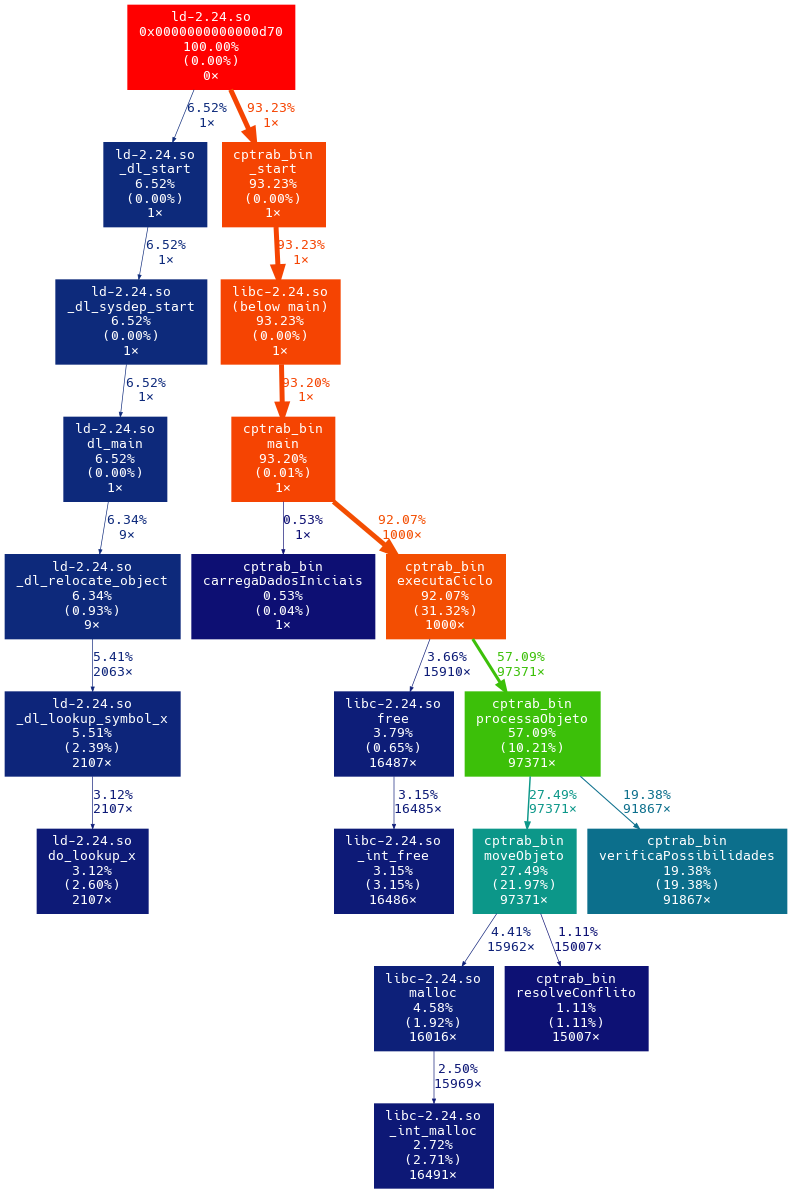 ld-2.24.so
0x0000000000000d70
100.00%
(0.00%)
0×
6.52%
1×
93.23%
1×
ld-2.24.so
_dl_start
6.52%
(0.00%)
1×
cptrab_bin
_start
93.23%
(0.00%)
1×
6.52%
1×
93.23%
1×
ld-2.24.so
_dl_sysdep_start
6.52%
(0.00%)
1×
libc-2.24.so
(below main)
93.23%
(0.00%)
1×
6.52%
1×
93.20%
1×
ld-2.24.so
dl_main
6.52%
(0.00%)
1×
cptrab_bin
main
93.20%
(0.01%)
1×
6.34%
9×
0.53%
1×
92.07%
1000×
ld-2.24.so
_dl_relocate_object
6.34%
(0.93%)
9×
cptrab_bin
carregaDadosIniciais
0.53%
(0.04%)
1×
cptrab_bin
executaCiclo
92.07%
(31.32%)
1000×
5.41%
2063×
3.66%
15910×
57.09%
97371×
ld-2.24.so
_dl_lookup_symbol_x
5.51%
(2.39%)
2107×
libc-2.24.so
free
3.79%
(0.65%)
16487×
cptrab_bin
processaObjeto
57.09%
(10.21%)
97371×
3.12%
2107×
3.15%
16485×
27.49%
97371×
19.38%
91867×
ld-2.24.so
do_lookup_x
3.12%
(2.60%)
2107×
libc-2.24.so
_int_free
3.15%
(3.15%)
16486×
cptrab_bin
moveObjeto
27.49%
(21.97%)
97371×
cptrab_bin
verificaPossibilidades
19.38%
(19.38%)
91867×
4.41%
15962×
1.11%
15007×
libc-2.24.so
malloc
4.58%
(1.92%)
16016×
cptrab_bin
resolveConflito
1.11%
(1.11%)
15007×
2.50%
15969×
libc-2.24.so
_int_malloc
2.72%
(2.71%)
16491×